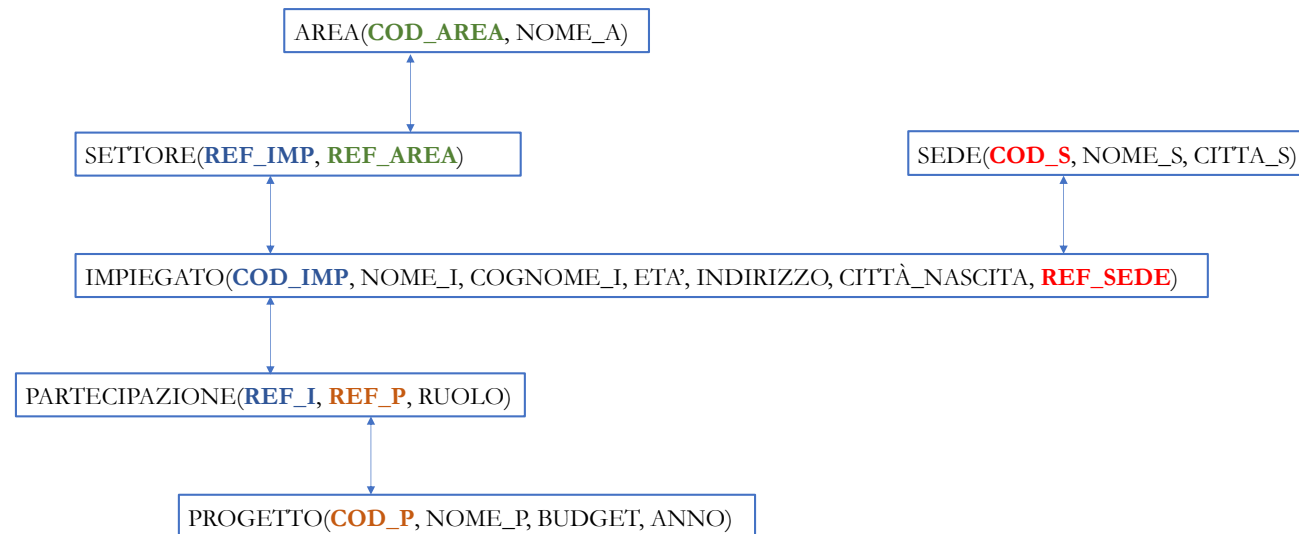 AREA(COD_AREA, NOME_A)
SETTORE(REF_IMP, REF_AREA)
SEDE(COD_S, NOME_S, CITTA_S)
IMPIEGATO(COD_IMP, NOME_I, COGNOME_I, ETA’, INDIRIZZO, CITTÀ_NASCITA, REF_SEDE)
PARTECIPAZIONE(REF_I, REF_P, RUOLO)
PROGETTO(COD_P, NOME_P, BUDGET, ANNO)